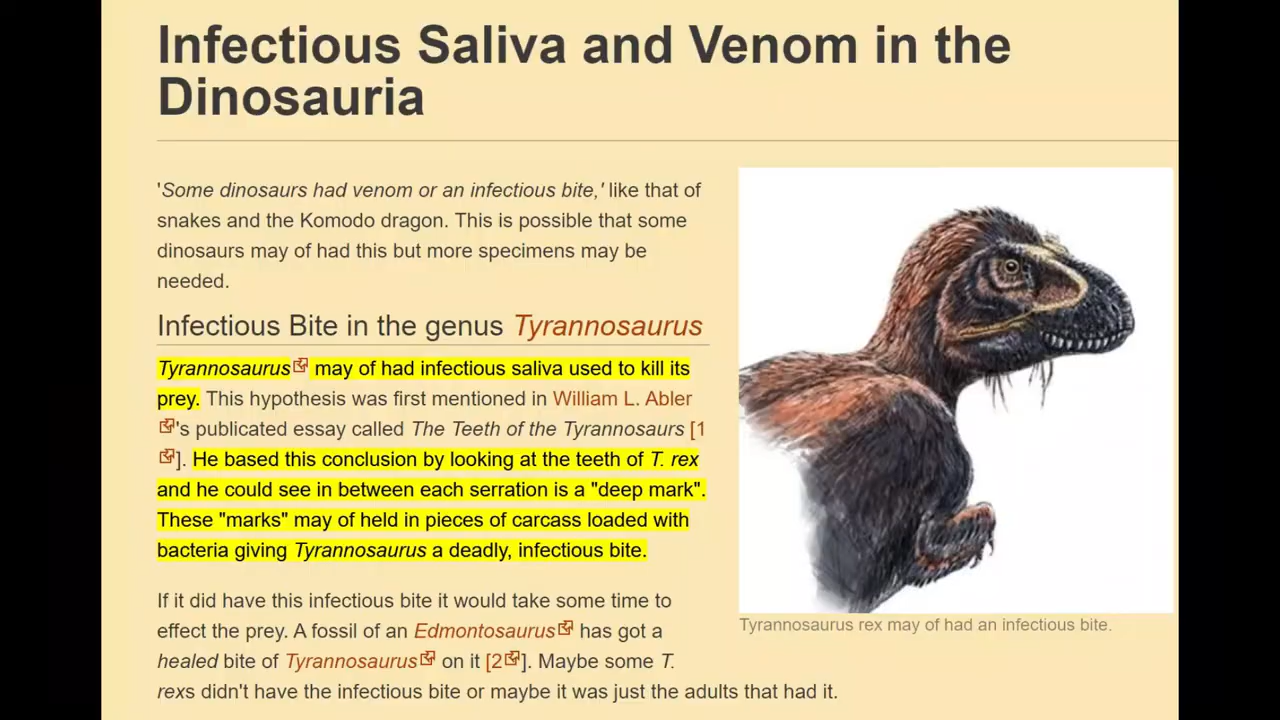 Infectious Saliva and Venom in the
Dinosauria
'Some dinosaurs had venom or an infectious bite,' like that of
snakes and the Komodo dragon. This is possible that some
dinosaurs may of had this but more specimens may be
needed.
Infectious Bite in the genus Tyrannosaurus
Tyrannosaurus may of had infectious saliva used to kill its
prey. This hypothesis was first mentioned in William L. Abler
's publicated essay called The Teeth of the Tyrannosaurs [1
]. He based this conclusion by looking at the teeth of T. rex
and he could see in between each serration is a "deep mark".
These "marks" may of held in pieces of carcass loaded with
bacteria giving Tyrannosaurus a deadly, infectious bite.
If it did have this infectious bite it would take some time to
effect the prey. A fossil of an Edmontosaurus has got a
healed bite of Tyrannosaurus on it [2]. Maybe some T.
rexs didn't have the infectious bite or maybe it was just the adults that had it.
Tyrannosaurus rex may of had an infectious bite.